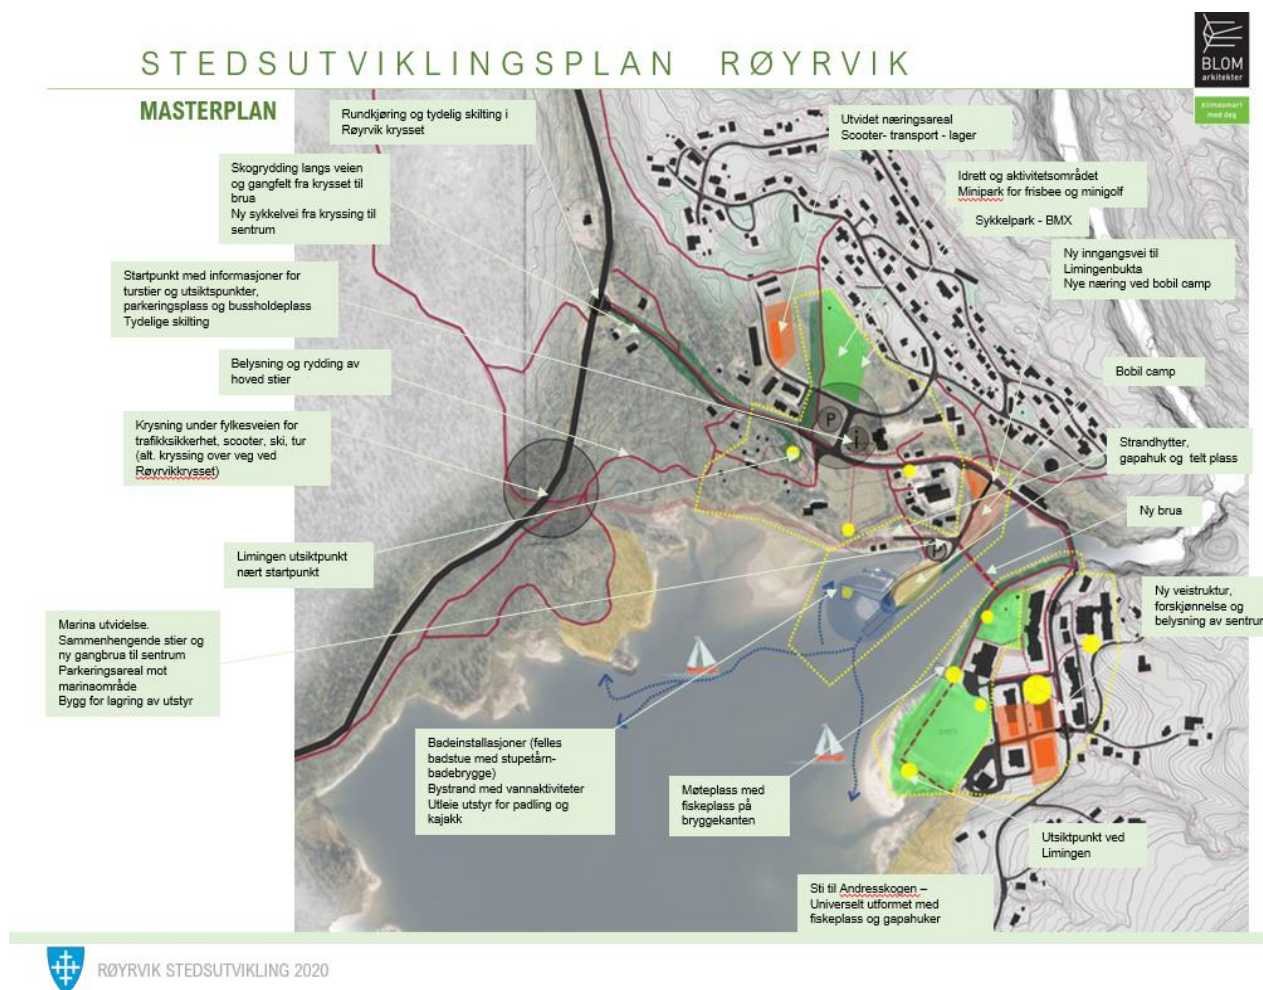 STEDSUTVIKLINGSPLAN RØYRVIK
BLOM
arkitekter
klimasmart
med deg
MASTERPLAN
Rundkjøring og tydelig skilting i
Røyrvik krysset
Utvidet næringsareal
Scooter- transport - lager
Skogrydding langs veien
og gangfelt fra krysset til
brua
Ny sykkelvei fra kryssing til
sentrum
Idrett og aktivitetsområdet
Minipark for frisbee og minigolf
Sykkelpark - BMX
Ny inngangsvei til
Limingenbukta
Nye næring ved bobil camp
Startpunkt med informasjoner for
turstier og utsiktspunkter,
parkeringsplass og bussholdeplass
Tydelige skilting
Belysning og rydding av
hoved stier
Bobil camp
Krysning under fylkesveien for
trafikksikkerhet, scooter, ski, tur
(alt. kryssing over veg ved
Røyrvikkrysset)
P
i
Strandhytter,
gapahuk og telt plass
Ny brua
Limingen utsiktpunkt
nært startpunkt
P
Ny veistruktur,
forskjønnelse og
belysning av sentrur
Marina utvidelse.
Sammenhengende stier og
ny gangbrua til sentrum
Parkeringsareal mot
marinaområde
Bygg for lagring av utstyr
Badeinstallasjoner (felles
badstue med stupetårn-
badebrygge)
Bystrand med vannaktiviteter
Utleie utstyr for padling og
kajakk
Møteplass med
fiskeplass på
bryggekanten
Utsiktpunkt ved
Limingen
Sti til Andresskogen –
Universelt utformet med
fiskeplass og gapahuker
RØYRVIK STEDSUTVIKLING 2020